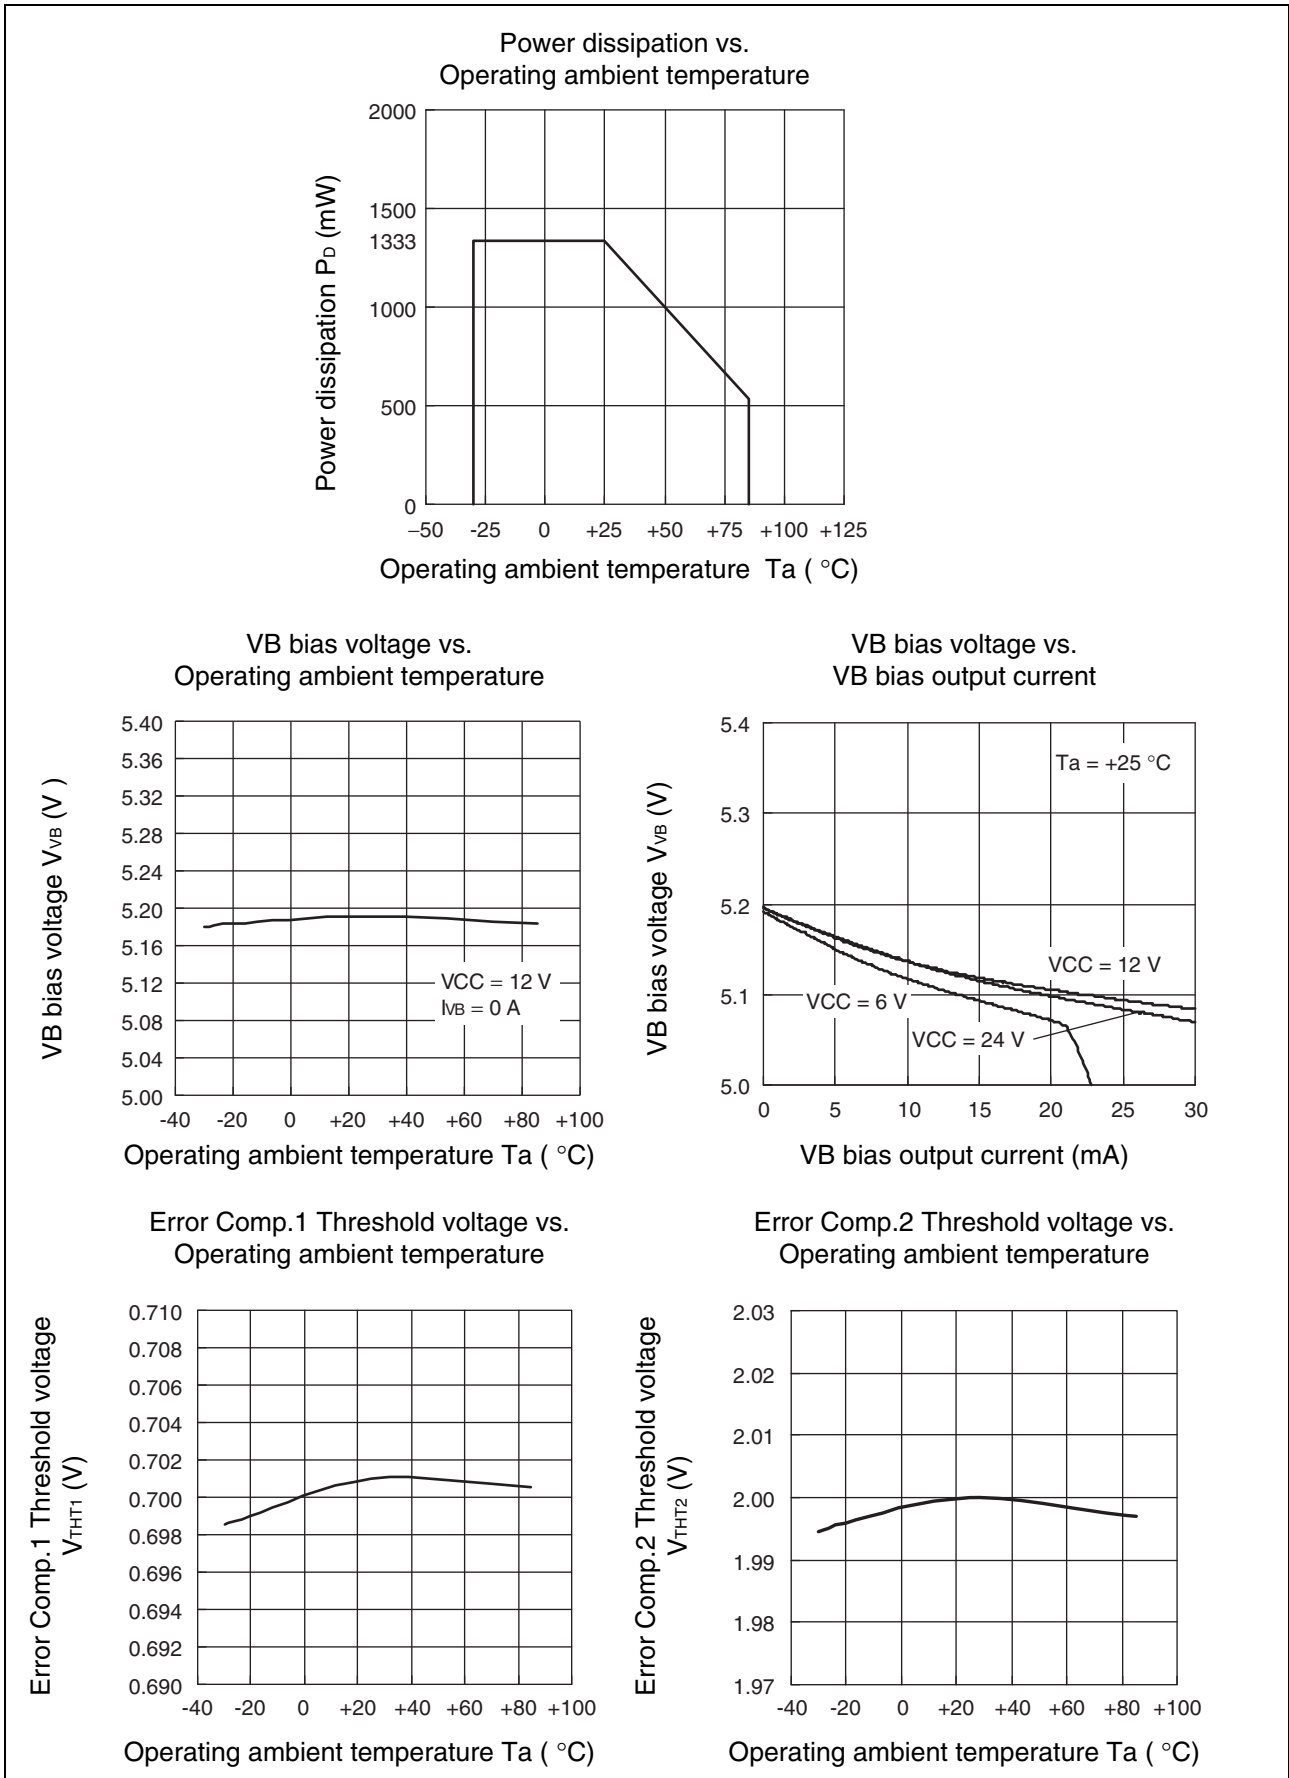 Power dissipation vs.
Operating ambient temperature
Power dissipation PD (mW)
2000
1500
1333
1000
500
0
–50 -25 0 +25 +50 +75 +100 +125
Operating ambient temperature Ta ( °C)
VB bias voltage vs.
Operating ambient temperature
VB bias voltage VVB (V )
5.40
5.36
5.32
5.28
5.24
5.20
5.16
5.12
5.08
5.04
5.00
VCC = 12 V
IVB = 0 A
-40 -20 0 +20 +40 +60 +80 +100
Operating ambient temperature Ta ( °C)
VB bias voltage vs.
VB bias output current
VB bias voltage VVB (V)
5.4
5.3
5.2
5.1
5.0
Ta = +25 °C
VCC = 12 V
VCC = 6 V
VCC = 24 V
0 5 10 15 20 25 30
VB bias output current (mA)
Error Comp.1 Threshold voltage vs.
Operating ambient temperature
Error Comp.1 Threshold voltage
VTHT1 (V)
0.710
0.708
0.706
0.704
0.702
0.700
0.698
0.696
0.694
0.692
0.690
-40 -20 0 +20 +40 +60 +80 +100
Operating ambient temperature Ta ( °C)
Error Comp.2 Threshold voltage vs.
Operating ambient temperature
Error Comp.2 Threshold voltage
VTHT2 (V)
2.03
2.02
2.01
2.00
1.99
1.98
1.97
-40 -20 0 +20 +40 +60 +80 +100
Operating ambient temperature Ta ( °C)